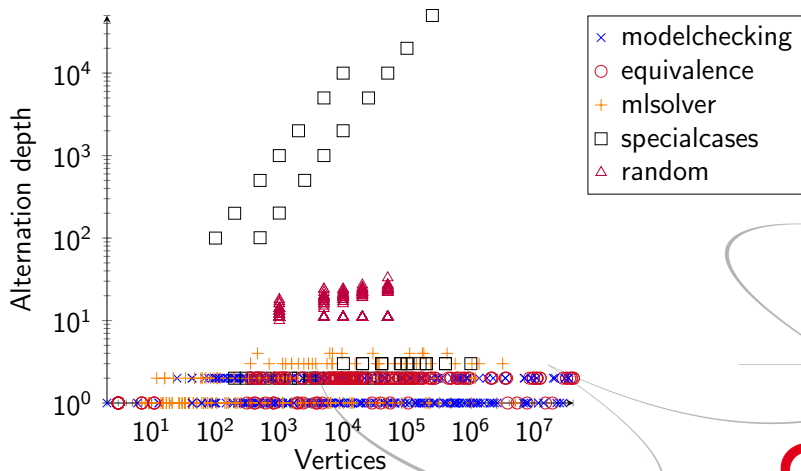 10^4
10^3
10^2
10^1
10^0
Alternation depth
10^1 10^2 10^3 10^4 10^5 10^6 10^7
Vertices
modelchecking
equivalence
mlsolver
specialcases
random